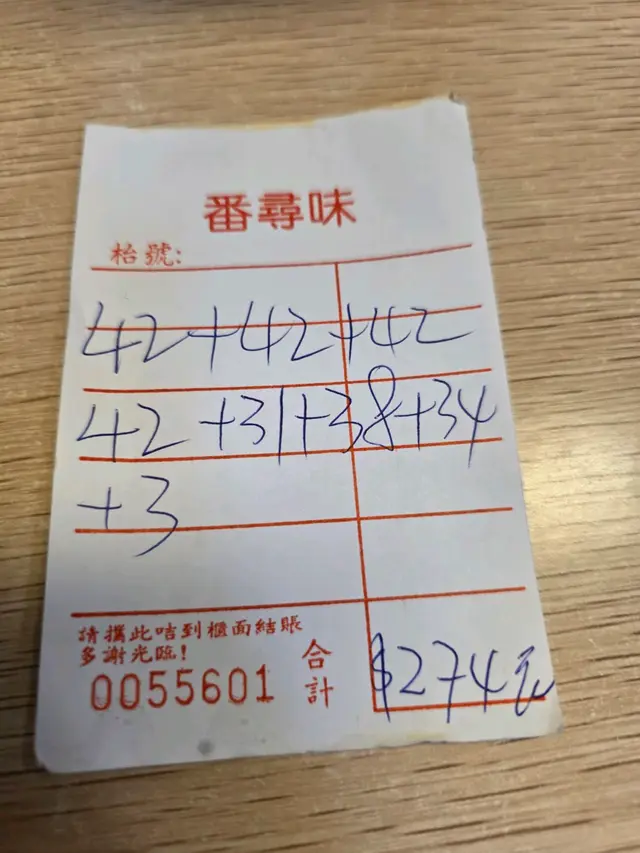 番尋味
枱號:
42+42+42
42+31+38+34
+3
請攜此咭到櫃面結賬
多謝光臨!
0055601
合計
$274元